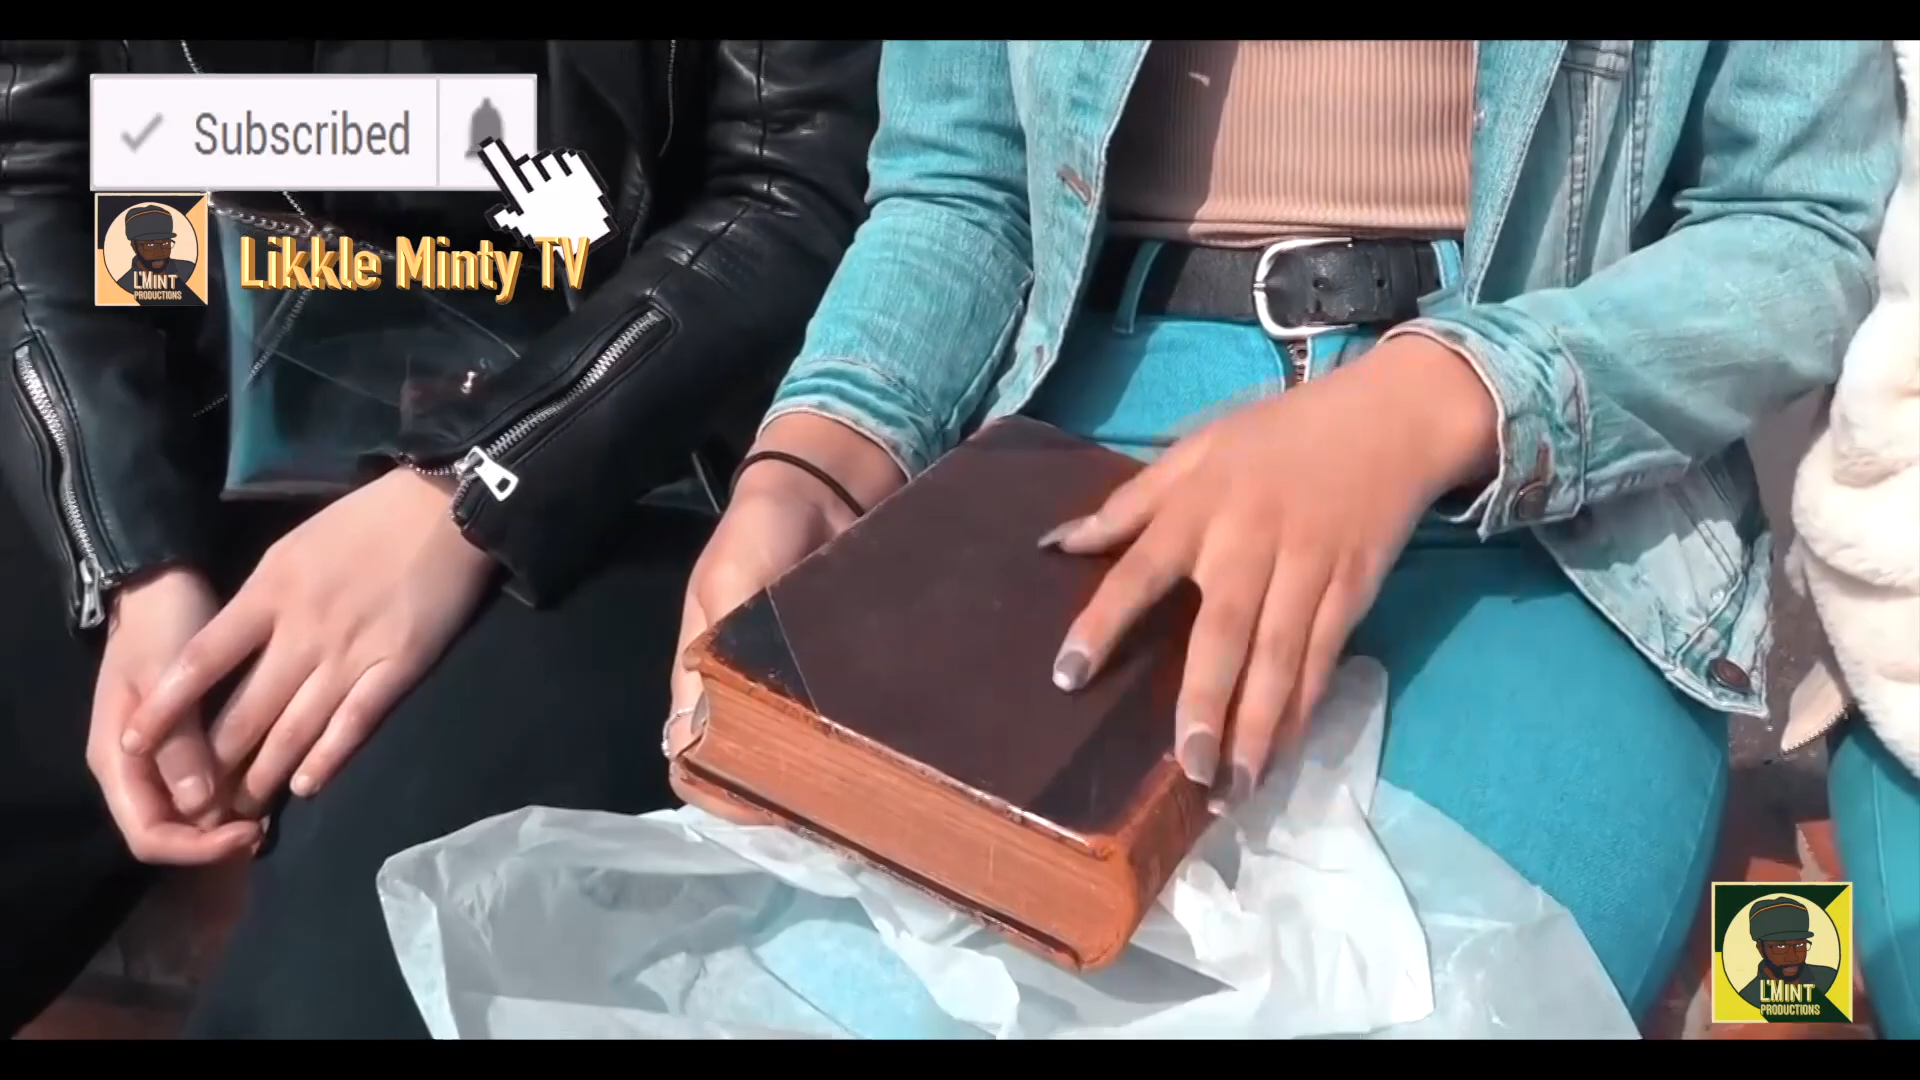 Subscribed
Likkle Minty TV
L'MINT
PRODUCTIONS
L'MINT
PRODUCTIONS